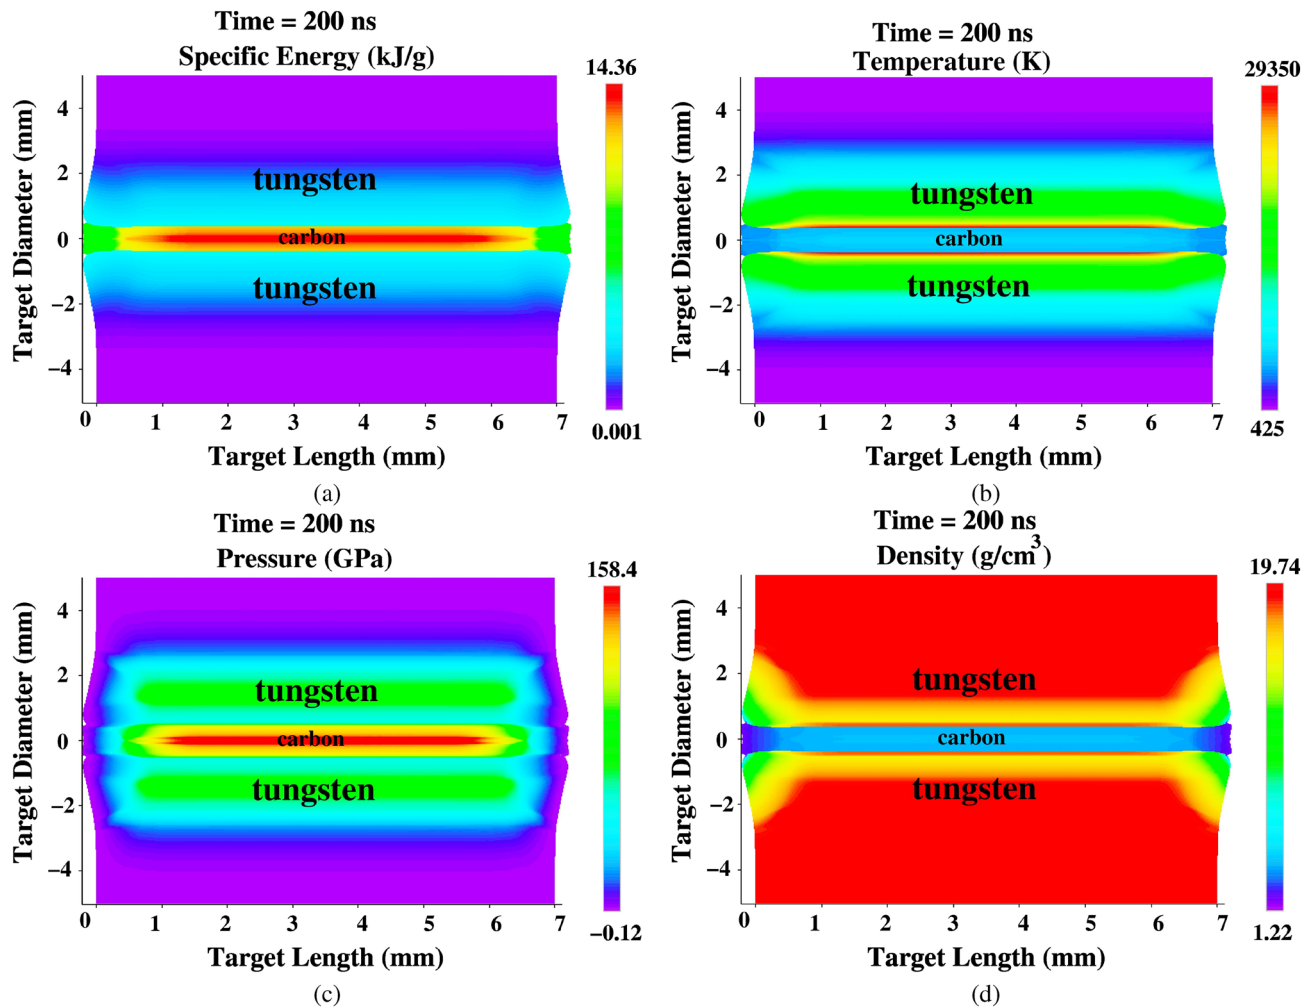 Time = 200 ns
Specific Energy (kJ/g)
14.36
0.001
Target Diameter (mm)
4
2
0
−2
−4
tungsten
carbon
tungsten
0 1 2 3 4 5 6 7
Target Length (mm)
(a)
Time = 200 ns
Temperature (K)
29350
425
Target Diameter (mm)
4
2
0
−2
−4
tungsten
carbon
tungsten
0 1 2 3 4 5 6 7
Target Length (mm)
(b)
Time = 200 ns
Pressure (GPa)
158.4
−0.12
Target Diameter (mm)
4
2
0
−2
−4
tungsten
carbon
tungsten
0 1 2 3 4 5 6 7
Target Length (mm)
(c)
Time = 200 ns
Density (g/cm³)
19.74
1.22
Target Diameter (mm)
4
2
0
−2
−4
tungsten
carbon
tungsten
0 1 2 3 4 5 6 7
Target Length (mm)
(d)